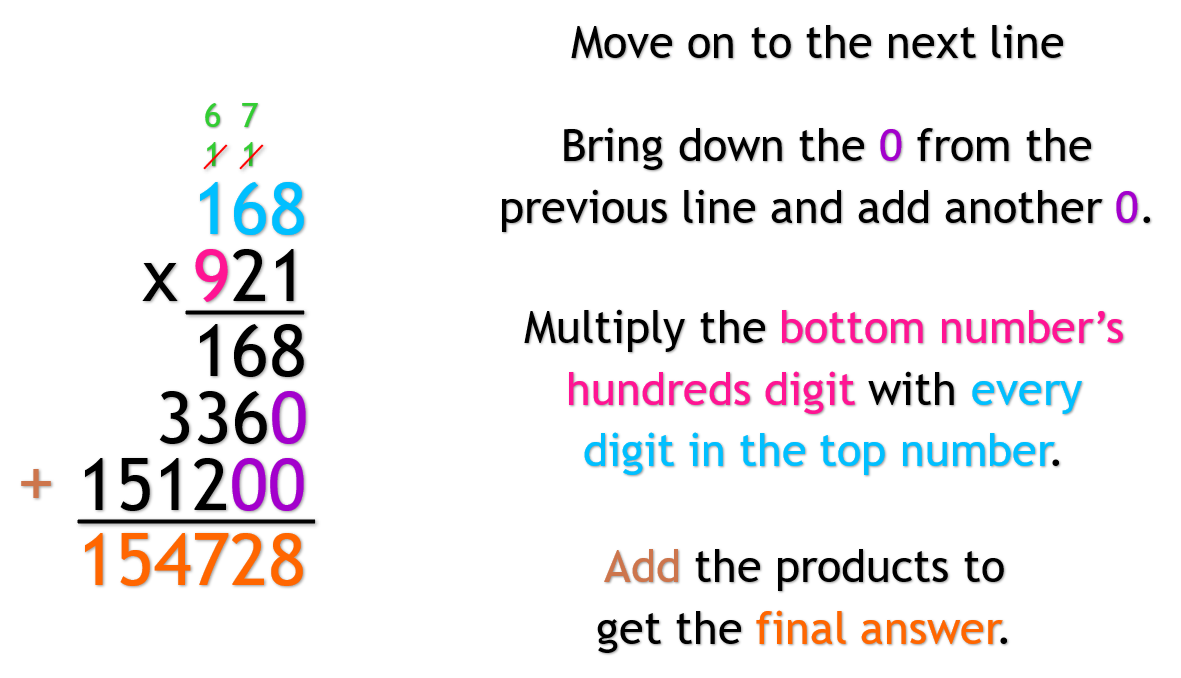 Move on to the next line
Bring down the 0 from the
previous line and add another 0.
Multiply the bottom number’s
hundreds digit with every
digit in the top number.
Add the products to
get the final answer.
6 7
1 1
168
x 921
168
3360
+ 151200
154728